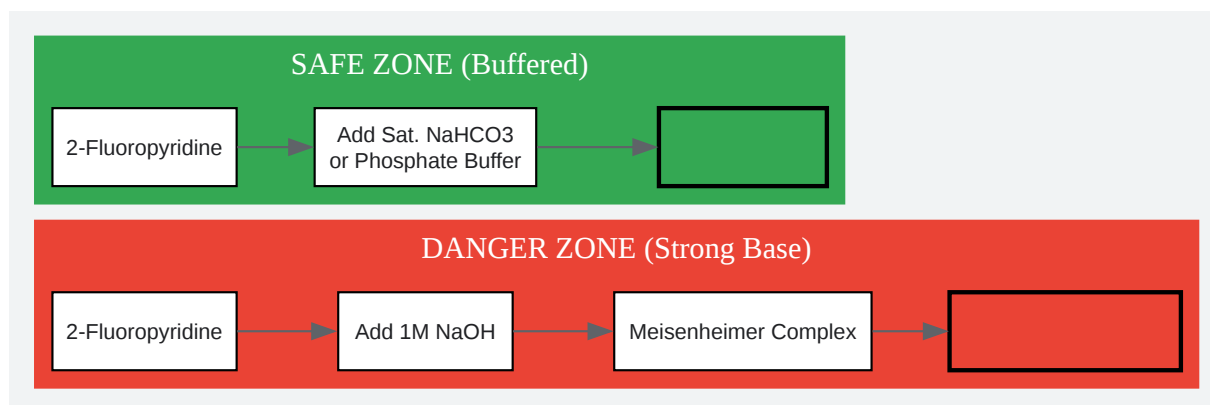 SAFE ZONE (Buffered)
2-Fluoropyridine
Add Sat. NaHCO3
or Phosphate Buffer
DANGER ZONE (Strong Base)
2-Fluoropyridine
Add 1M NaOH
Meisenheimer Complex